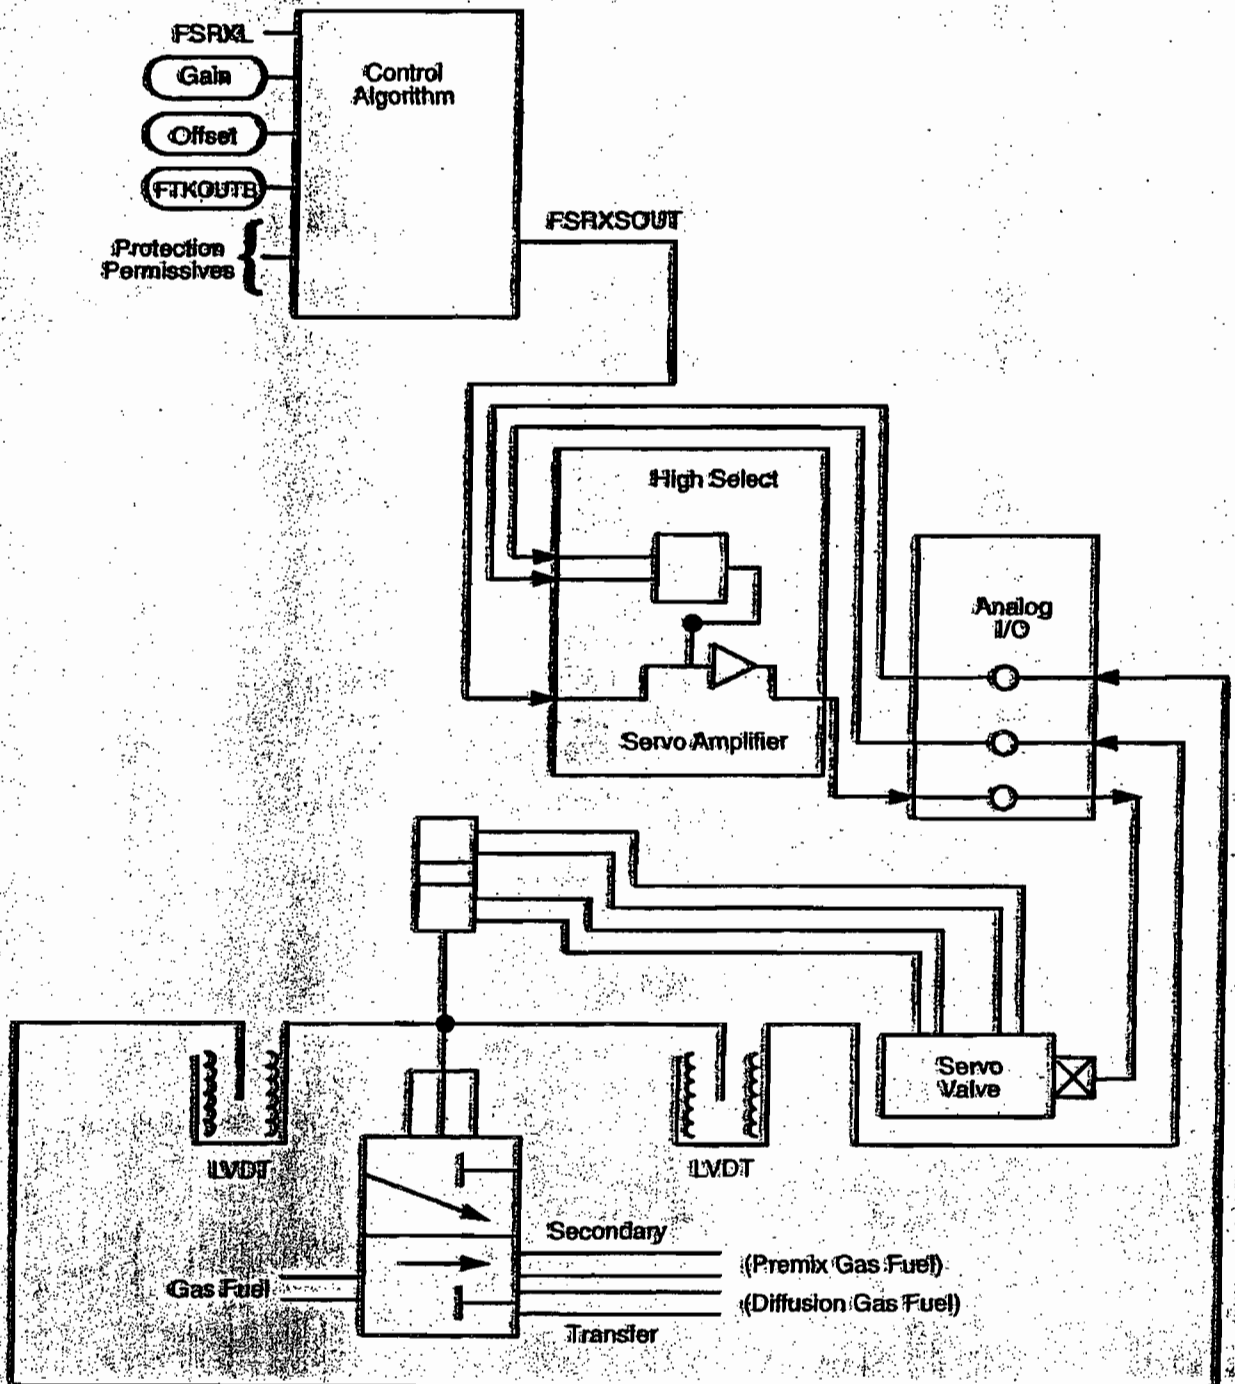 FSRXL
Gain
Control
Algorithm
Offset
FTKOUTB
FSRXSOUT
Protection
Permissives
High Select
Analog
I/O
Servo Amplifier
Servo
Valve
LVDT
LVDT
Secondary
(Premix Gas Fuel)
Gas Fuel
(Diffusion Gas Fuel)
Transfer